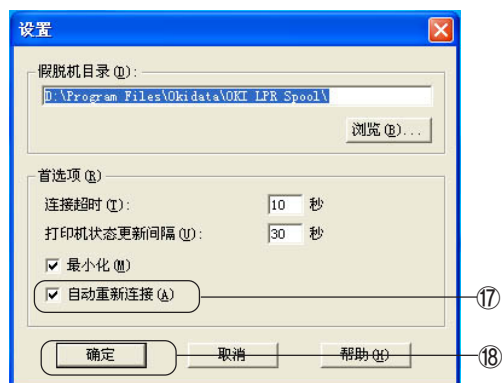 设置
假脱机目录(D):
D:\Program Files\Okidata\OKI LPR Spool\
浏览(B)...
首选项(R)
连接超时(T): 10 秒
打印机状态更新间隔(U): 30 秒
最小化(M)
自动重新连接(A) ⑰
确定 取消 帮助(H) ⑱